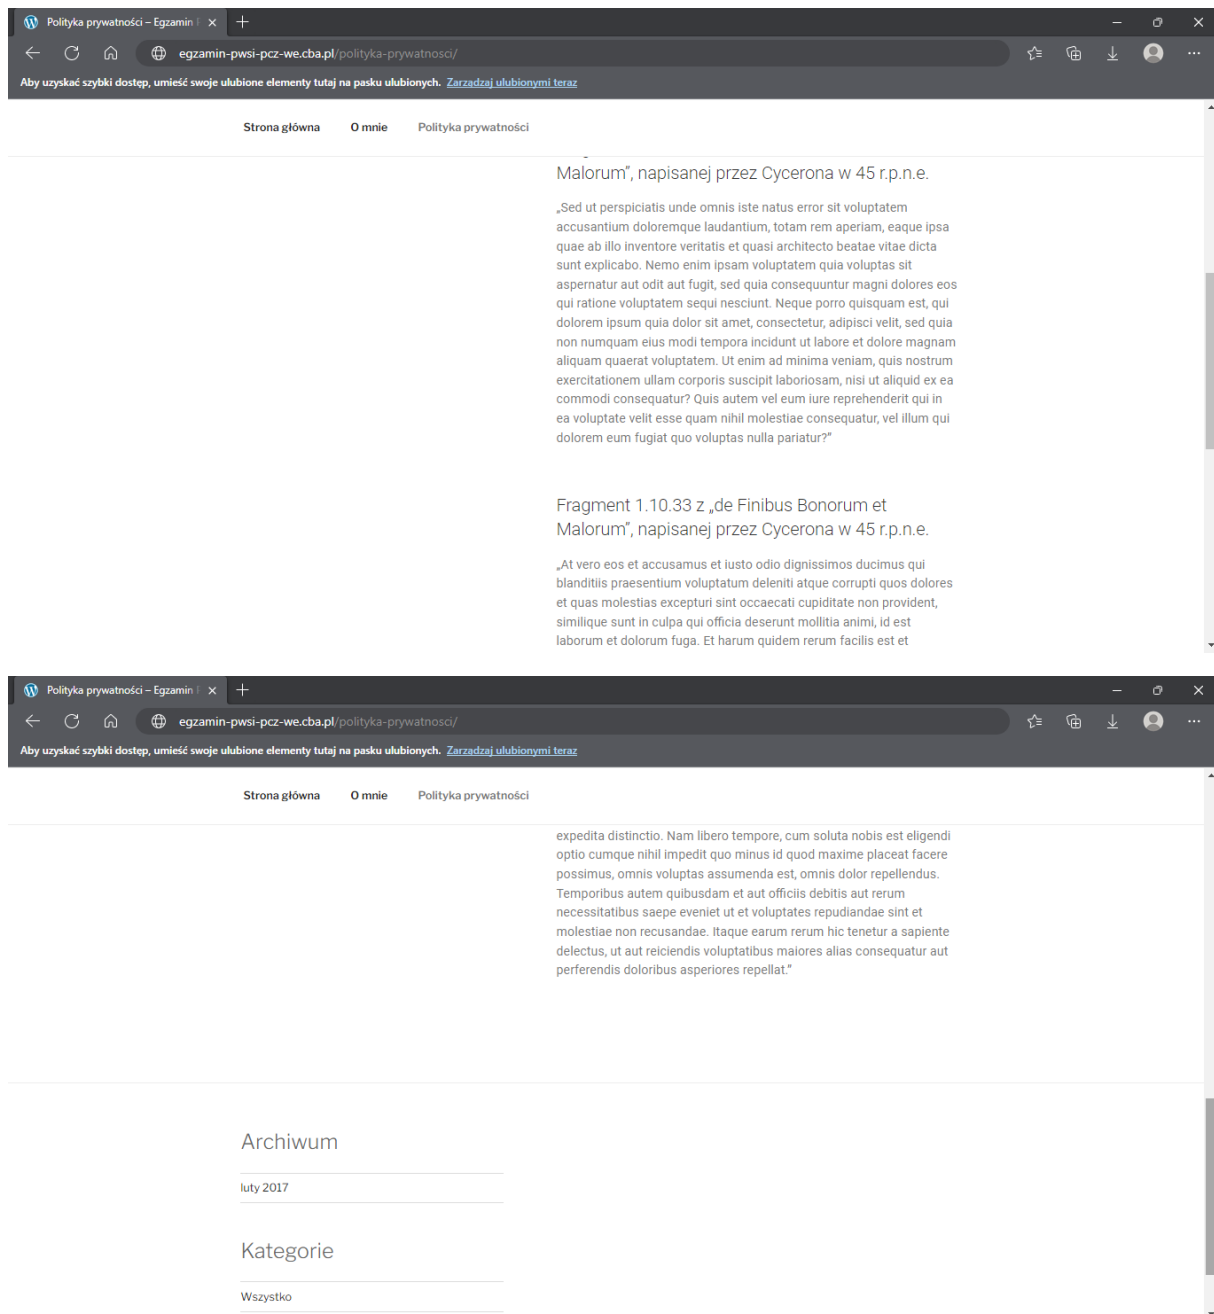 Polityka prywatności – Egzamin
egzamin-pwsi-pcz-we.cba.pl/polityka-prywatnosci/
Aby uzyskać szybki dostęp, umieść swoje ulubione elementy tutaj na pasku ulubionych. Zarządzaj ulubionymi teraz
Strona główna O mnie Polityka prywatności
Malorum”, napisanej przez Cycerona w 45 r.p.n.e.
„Sed ut perspiciatis unde omnis iste natus error sit voluptatem
accusantium doloremque laudantium, totam rem aperiam, eaque ipsa
quae ab illo inventore veritatis et quasi architecto beatae vitae dicta
sunt explicabo. Nemo enim ipsam voluptatem quia voluptas sit
aspernatur aut odit aut fugit, sed quia consequuntur magni dolores eos
qui ratione voluptatem sequi nesciunt. Neque porro quisquam est, qui
dolorem ipsum quia dolor sit amet, consectetur, adipisci velit, sed quia
non numquam eius modi tempora incidunt ut labore et dolore magnam
aliquam quaerat voluptatem. Ut enim ad minima veniam, quis nostrum
exercitationem ullam corporis suscipit laboriosam, nisi ut aliquid ex ea
commodi consequatur? Quis autem vel eum iure reprehenderit qui in
ea voluptate velit esse quam nihil molestiae consequatur, vel illum qui
dolorem eum fugiat quo voluptas nulla pariatur?”
Fragment 1.10.33 z „de Finibus Bonorum et
Malorum”, napisanej przez Cycerona w 45 r.p.n.e.
„At vero eos et accusamus et iusto odio dignissimos ducimus qui
blanditiis praesentium voluptatum deleniti atque corrupti quos dolores
et quas molestias excepturi sint occaecati cupiditate non provident,
similique sunt in culpa qui officia deserunt mollitia animi, id est
laborum et dolorum fuga. Et harum quidem rerum facilis est et
Polityka prywatności – Egzamin
egzamin-pwsi-pcz-we.cba.pl/polityka-prywatnosci/
Aby uzyskać szybki dostęp, umieść swoje ulubione elementy tutaj na pasku ulubionych. Zarządzaj ulubionymi teraz
Strona główna O mnie Polityka prywatności
expedita distinctio. Nam libero tempore, cum soluta nobis est eligendi
optio cumque nihil impedit quo minus id quod maxime placeat facere
possimus, omnis voluptas assumenda est, omnis dolor repellendus.
Temporibus autem quibusdam et aut officiis debitis aut rerum
necessitatibus saepe eveniet ut et voluptates repudiandae sint et
molestiae non recusandae. Itaque earum rerum hic tenetur a sapiente
delectus, ut aut reiciendis voluptatibus maiores alias consequatur aut
perferendis doloribus asperiores repellat.”
Archiwum
luty 2017
Kategorie
Wszystko